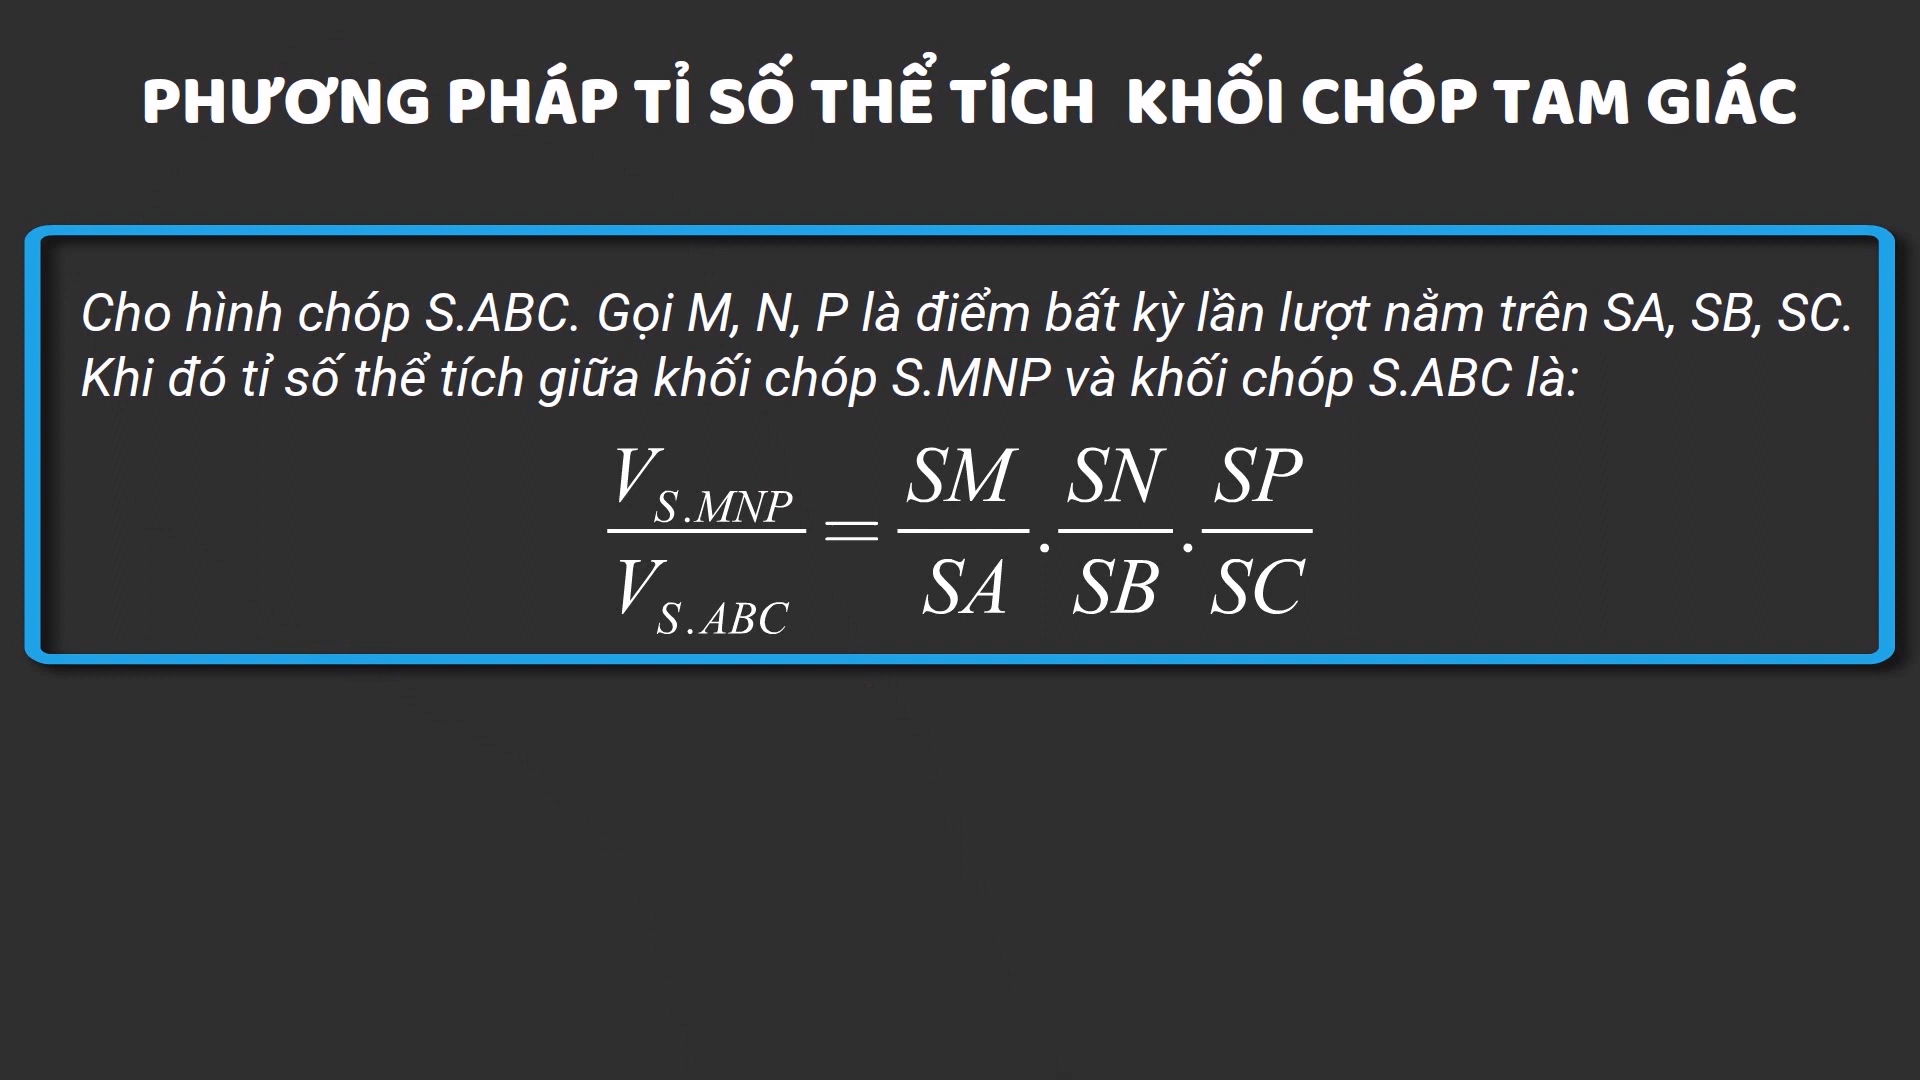 PHƯƠNG PHÁP TỈ SỐ THỂ TÍCH KHỐI CHÓP TAM GIÁC
Cho hình chóp S.ABC. Gọi M, N, P là điểm bất kỳ lần lượt nằm trên SA, SB, SC.
Khi đó tỉ số thể tích giữa khối chóp S.MNP và khối chóp S.ABC là:
V_{S.MNP}/V_{S.ABC} = SM/SA . SN/SB . SP/SC